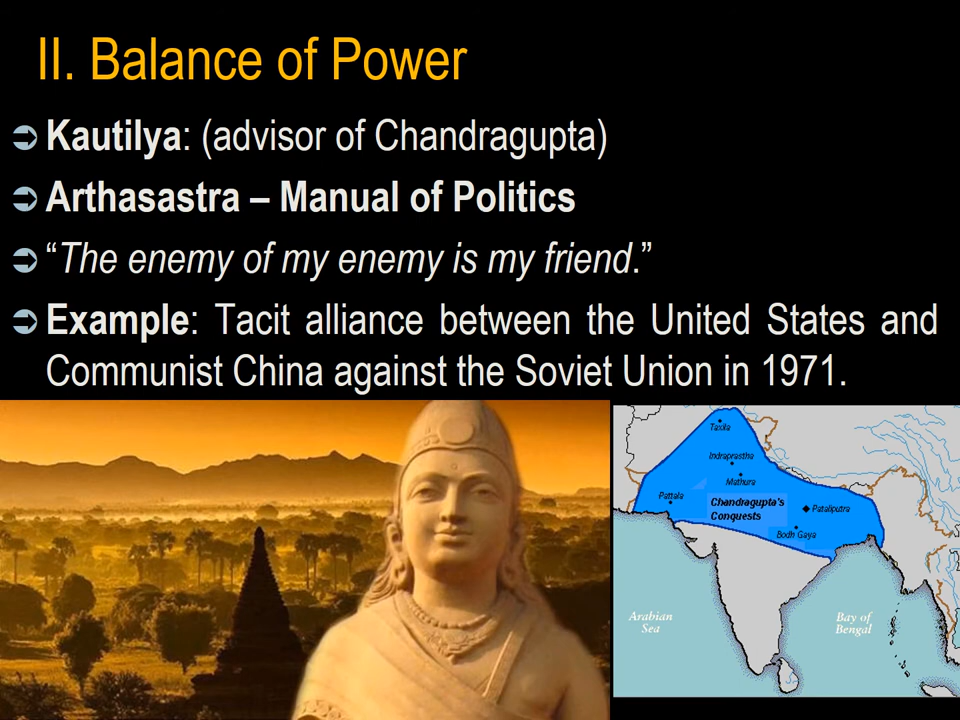 II. Balance of Power
Kautilya: (advisor of Chandragupta)
Arthasastra – Manual of Politics
“The enemy of my enemy is my friend.”
Example: Tacit alliance between the United States and
Communist China against the Soviet Union in 1971.
Taxila
Indraprastha
Mathura
Pattala
Chandragupta's
Conquests
Pataliputra
Bodh Gaya
Arabian
Sea
Bay of
Bengal